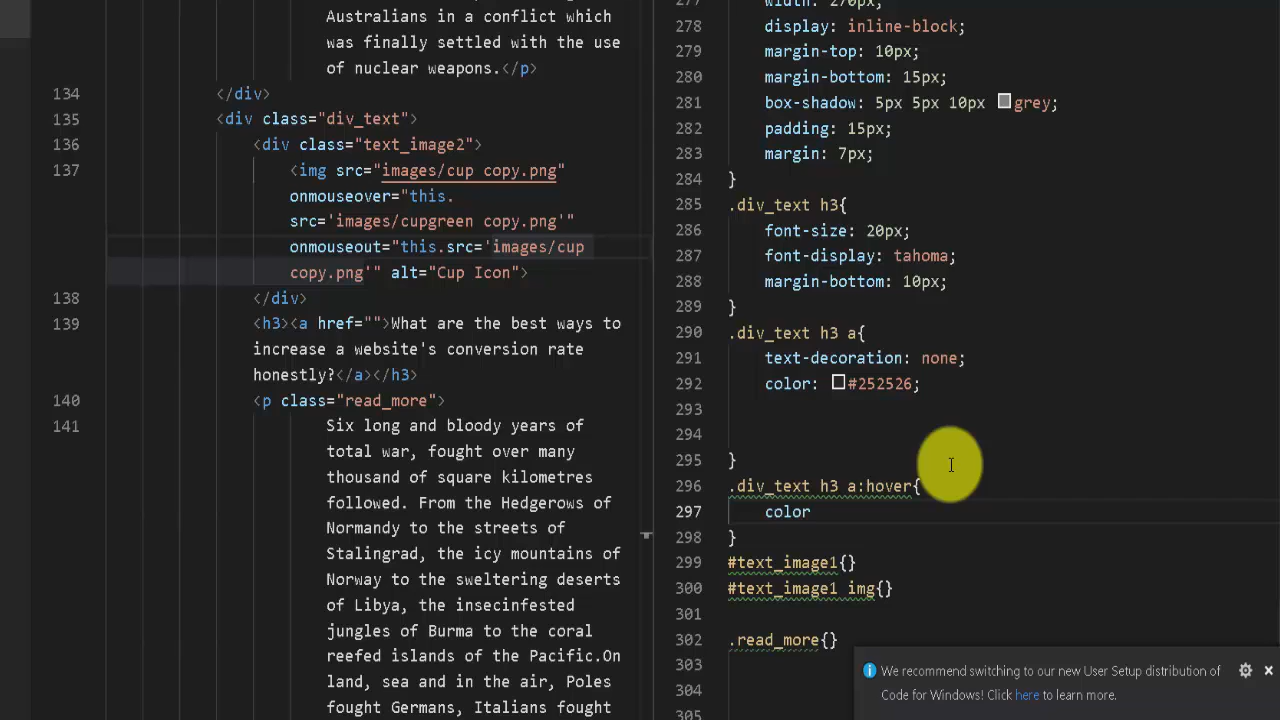 Australians in a conflict which
was finally settled with the use
of nuclear weapons.</p>
134 </div>
135 <div class="div_text">
136 <div class="text_image2">
137 <img src="images/cup copy.png"
onmouseover="this.
src='images/cupgreen copy.png'"
onmouseout="this.src='images/cup
copy.png'" alt="Cup Icon">
138 </div>
139 <h3><a href="">What are the best ways to
increase a website's conversion rate
honestly?</a></h3>
140 <p class="read_more">
141 Six long and bloody years of
total war, fought over many
thousand of square kilometres
followed. From the Hedgerows of
Normandy to the streets of
Stalingrad, the icy mountains of
Norway to the sweltering deserts
of Libya, the insecinfested
jungles of Burma to the coral
reefed islands of the Pacific.On
land, sea and in the air, Poles
fought Germans, Italians fought
277 width: 270px;
278 display: inline-block;
279 margin-top: 10px;
280 margin-bottom: 15px;
281 box-shadow: 5px 5px 10px grey;
282 padding: 15px;
283 margin: 7px;
284 }
285 .div_text h3{
286 font-size: 20px;
287 font-display: tahoma;
288 margin-bottom: 10px;
289 }
290 .div_text h3 a{
291 text-decoration: none;
292 color: #252526;
293
294
295 }
296 .div_text h3 a:hover{
297 color
298 }
299 #text_image1{}
300 #text_image1 img{}
301
302 .read_more{}
303
304
305
We recommend switching to our new User Setup distribution of
Code for Windows! Click here to learn more.